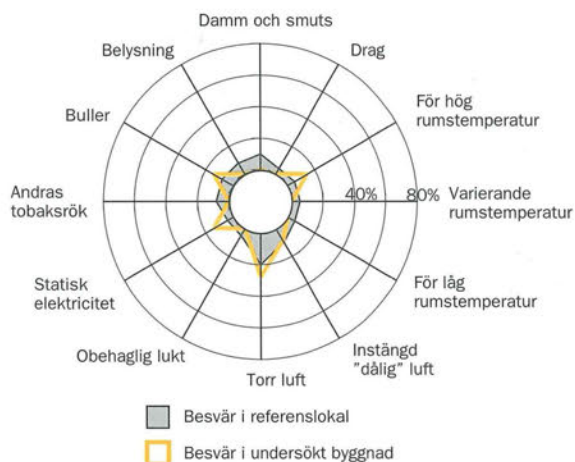 Damm och smuts
Belysning
Drag
Buller
För hög
rumstemperatur
Andras
tobaksrök
40%
80%
Varierande
rumstemperatur
Statisk
elektricitet
För låg
rumstemperatur
Obehaglig lukt
Torr luft
Instängd
"dålig" luft
Besvär i referenslokal
Besvär i undersökt byggnad